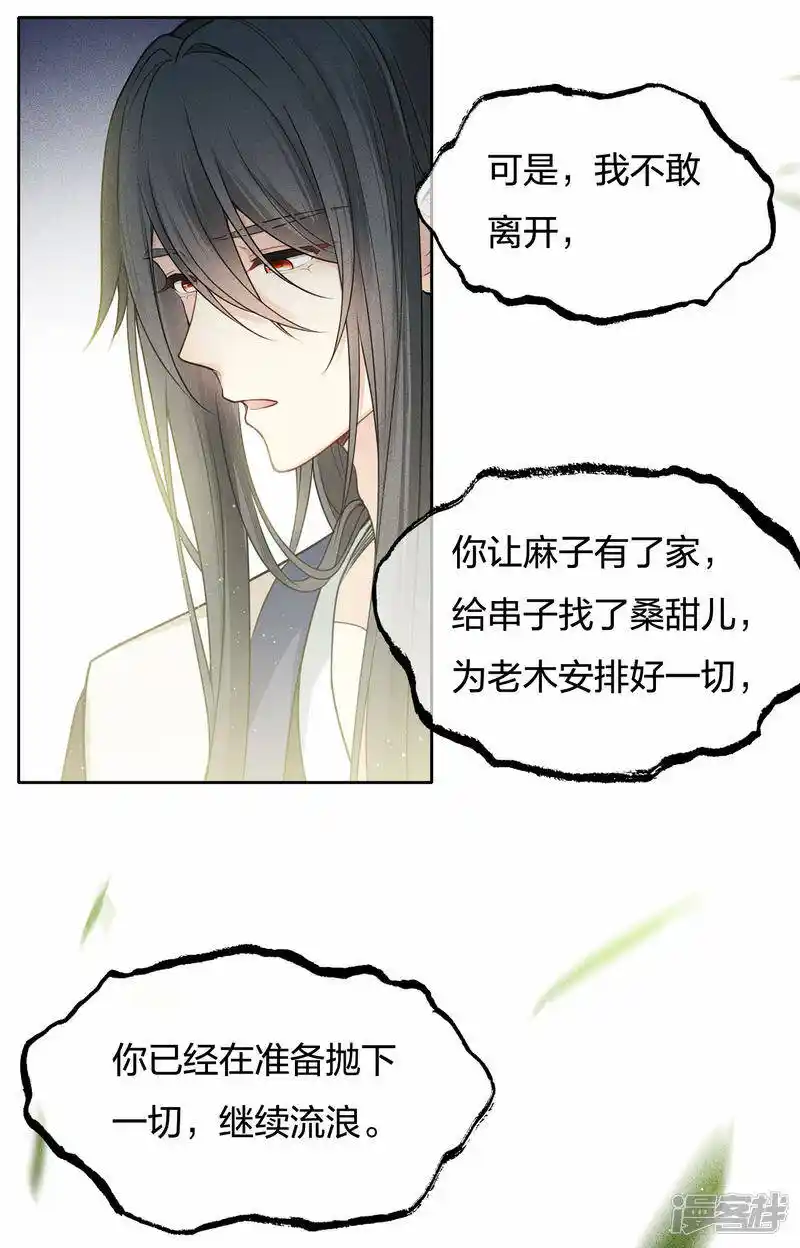 可是，我不敢
离开，
你让麻子有了家，
给串子找了桑甜儿，
为老木安排好一切，
你已经在准备抛下
一切，继续流浪。
漫客栈